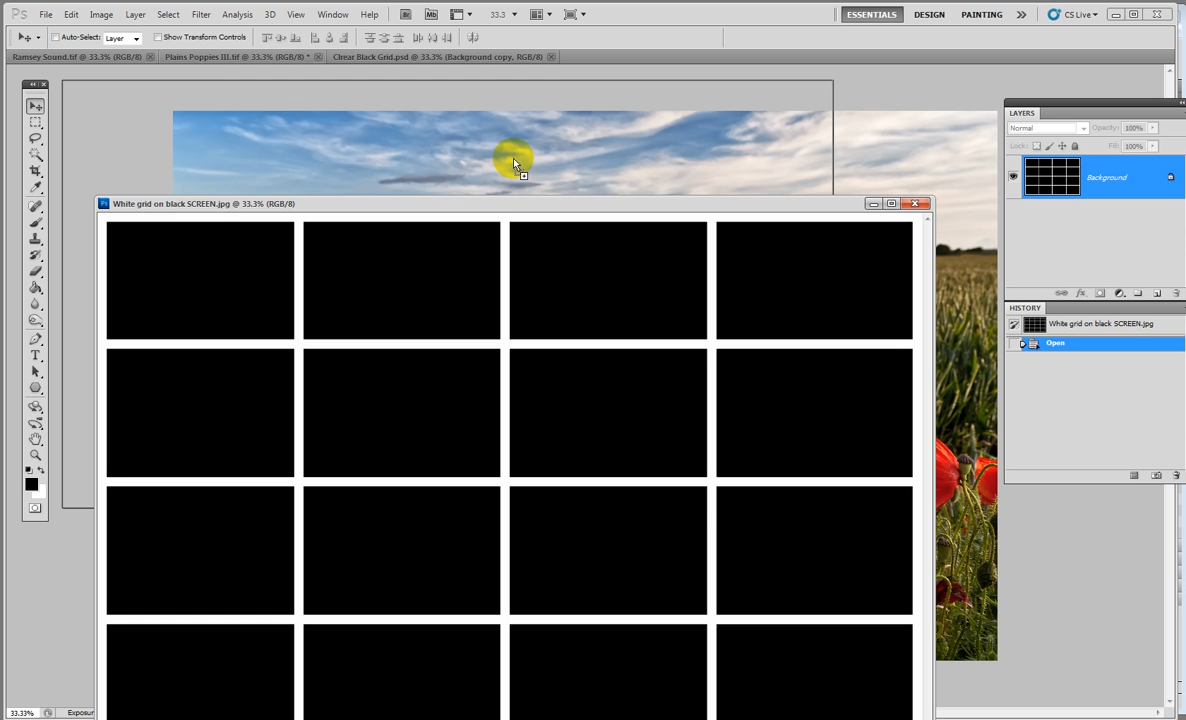 Ps File Edit Image Layer Select Filter Analysis 3D View Window Help Br Mb 33.3 ESSENTIALS DESIGN PAINTING CS Live
Auto-Select: Layer Show Transform Controls
Ramsey Sound.tif @ 33.3% (RGB/8) Plains Poppies III.tif @ 33.3% (RGB/8) * Clrear Black Grid.psd @ 33.3% (Background copy, RGB/8)
LAYERS
Normal Opacity: 100%
Lock: Fill: 100%
Background
White grid on black SCREEN.jpg @ 33.3% (RGB/8)
HISTORY
White grid on black SCREEN.jpg
Open
T
33.33% Exposur